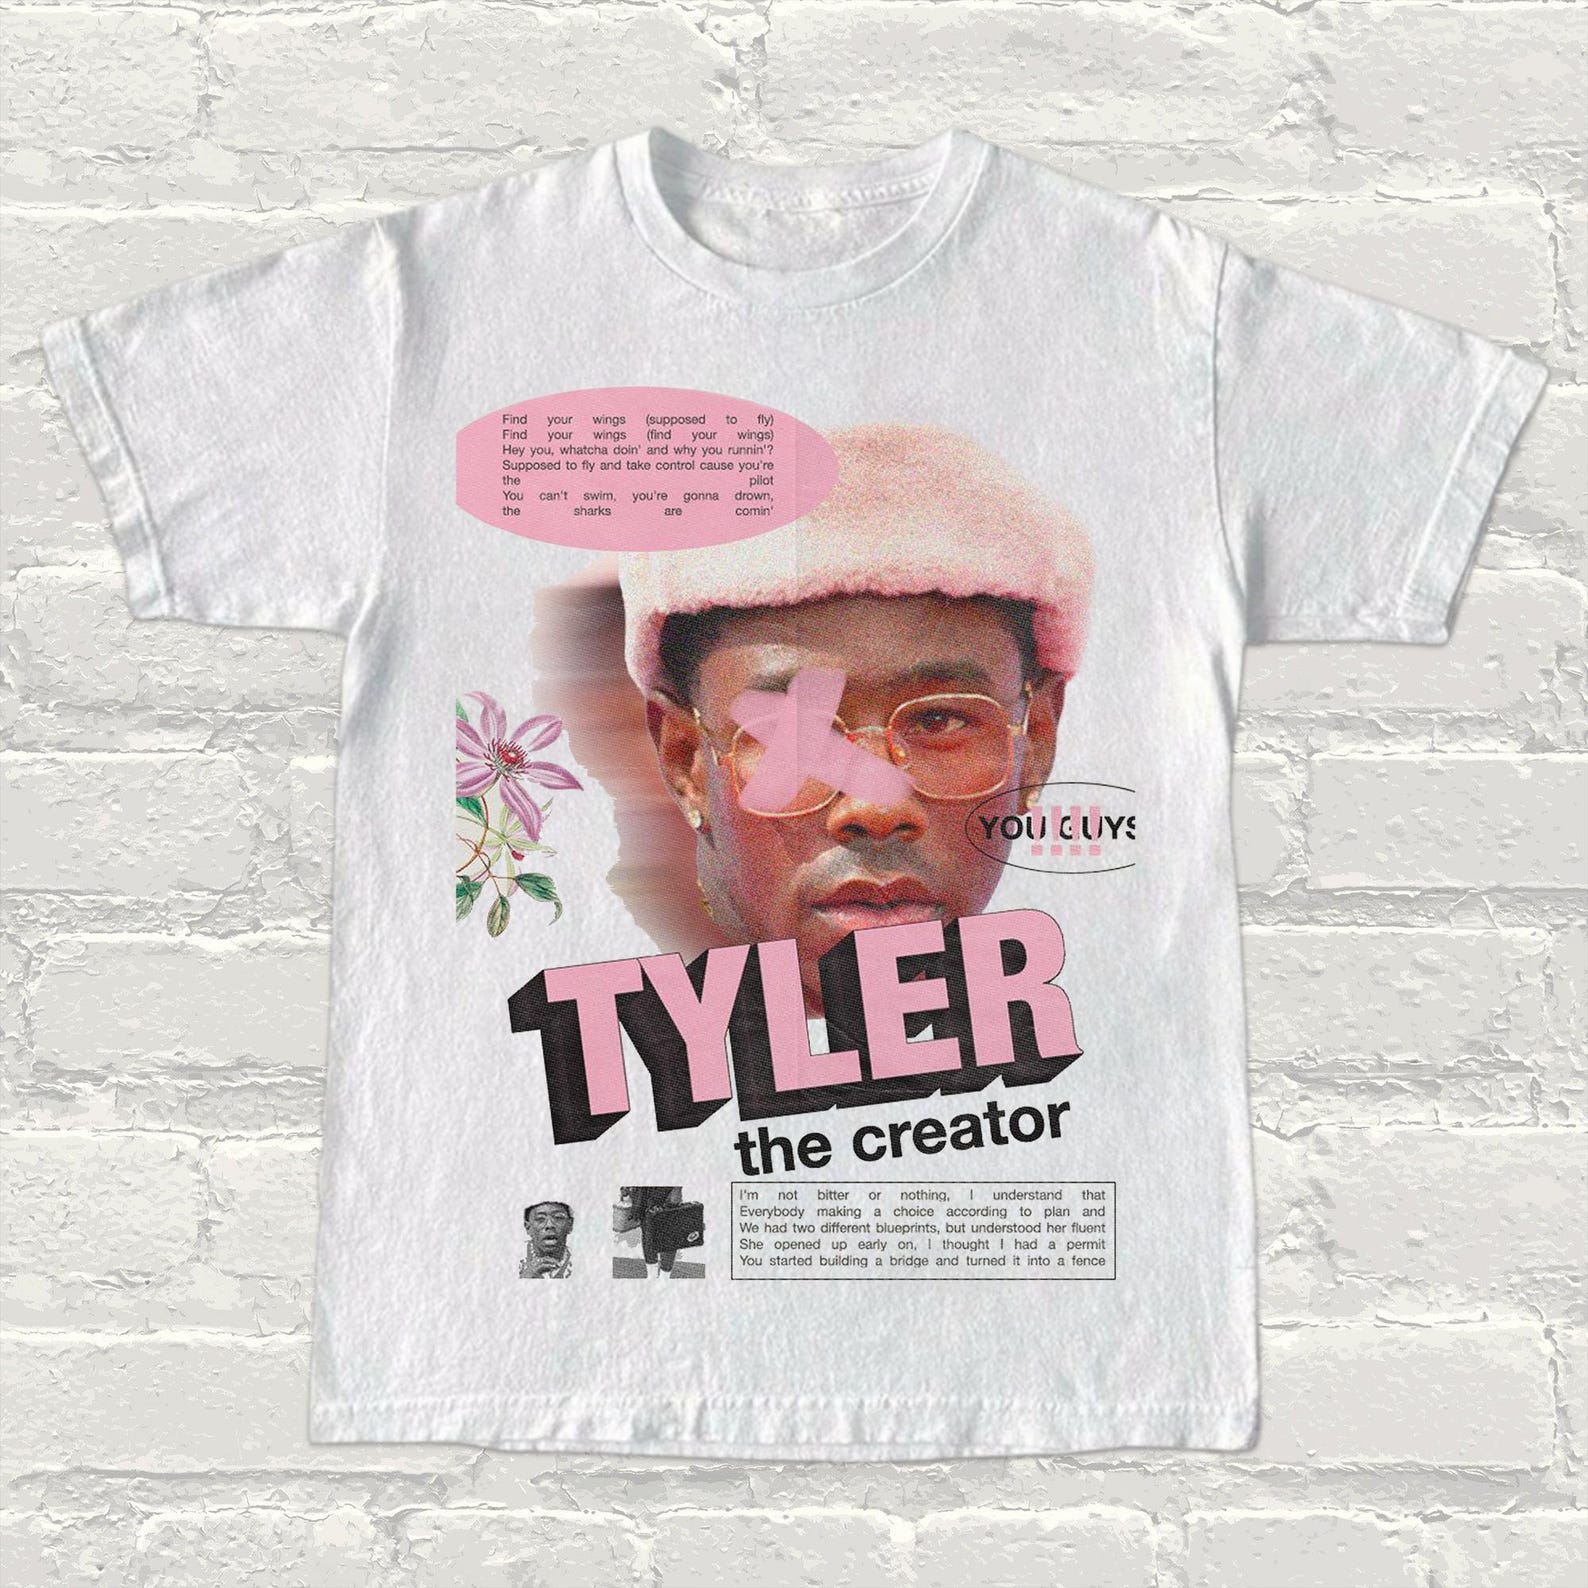 Find your wings (supposed to fly)
Find your wings (find your wings)
Hey you, whatcha doin' and why you runnin'?
Supposed to fly and take control cause you're
the pilot
You can't swim, you're gonna drown,
the sharks are comin'
YOU GUYS
!!!!
TYLER
the creator
I'm not bitter or nothing, I understand that
Everybody making a choice according to plan and
We had two different blueprints, but understood her fluent
She opened up early on, I thought I had a permit
You started building a bridge and turned it into a fence